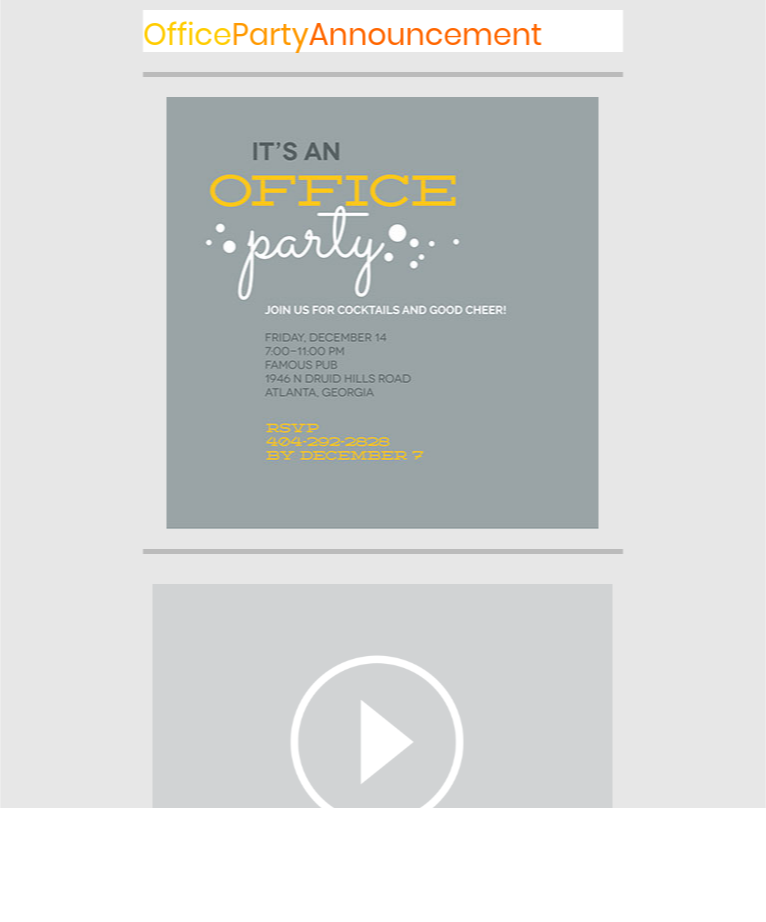 OfficePartyAnnouncement
IT'S AN
OFFICE
party
JOIN US FOR COCKTAILS AND GOOD CHEER!
FRIDAY, DECEMBER 14
7:00–11:00 PM
FAMOUS PUB
1946 N DRUID HILLS ROAD
ATLANTA, GEORGIA
RSVP
404-292-2828
BY DECEMBER 7